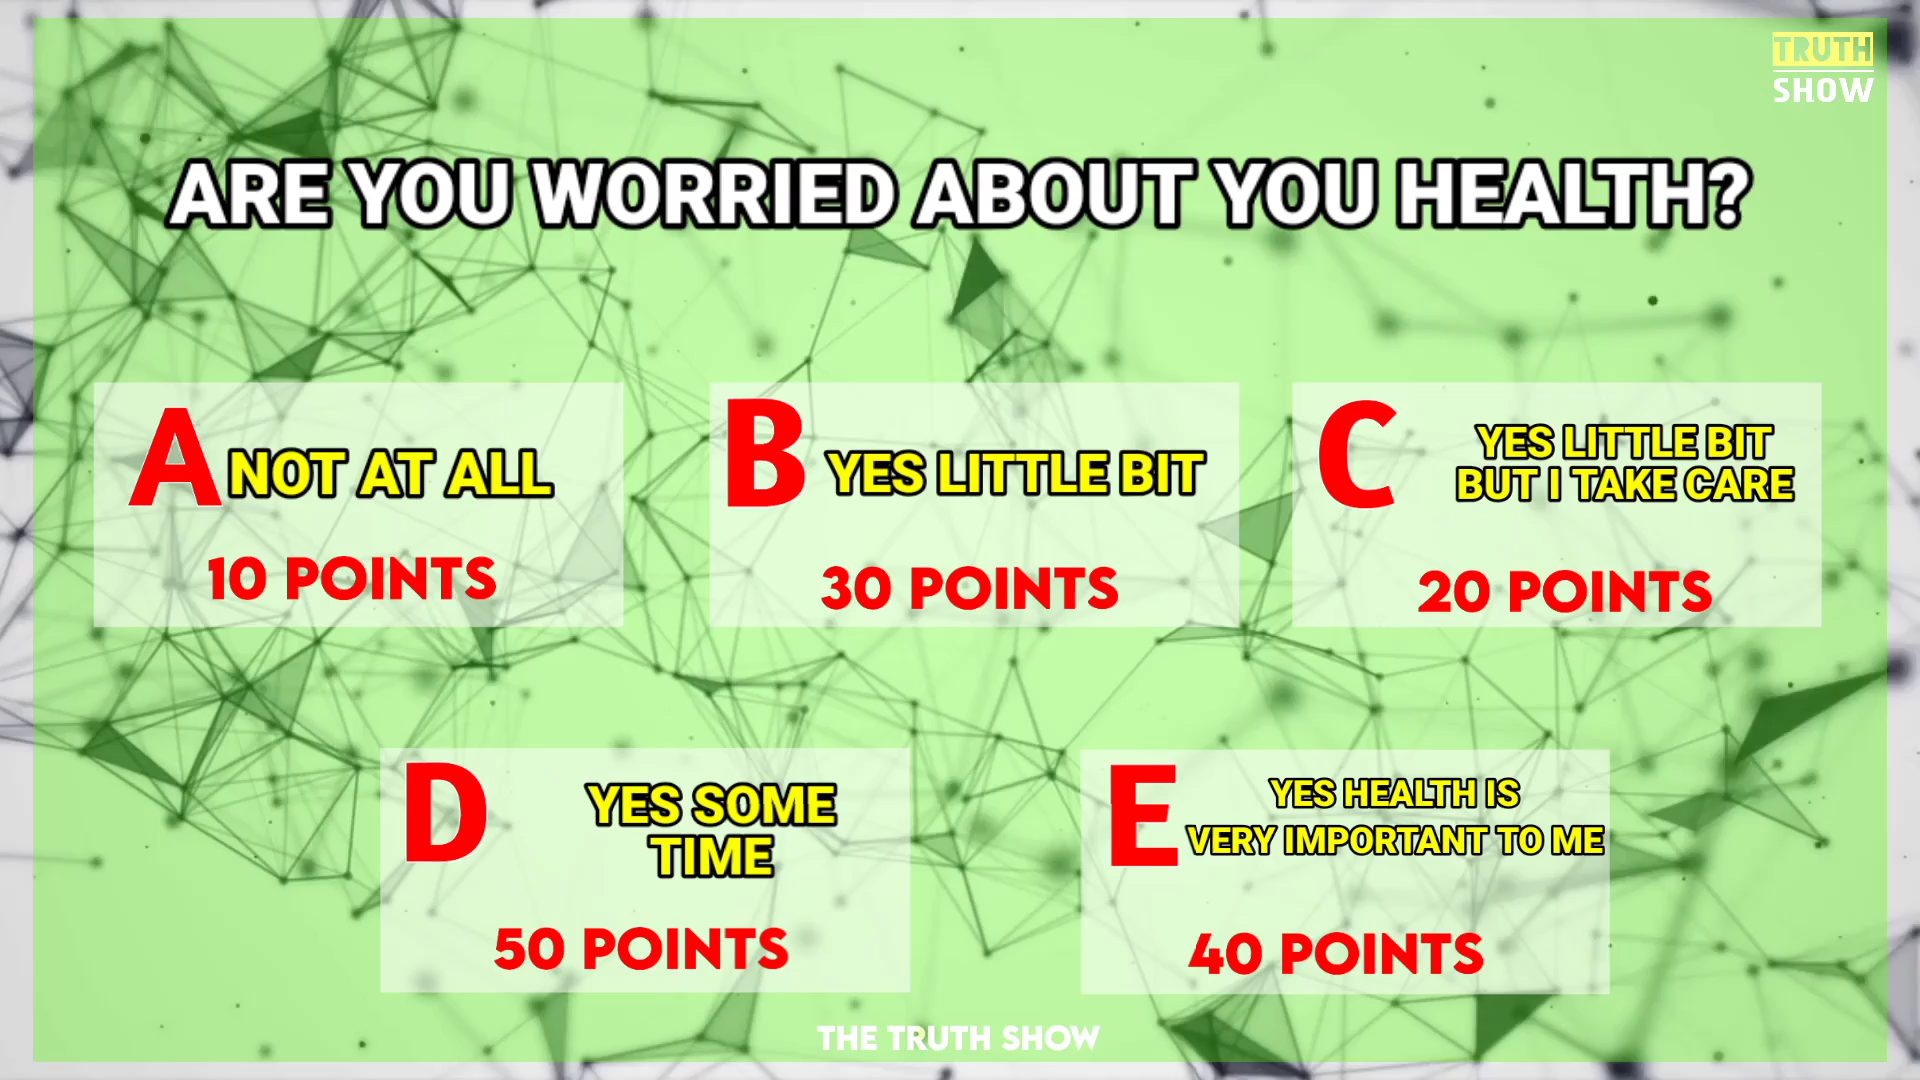 TRUTH
SHOW
ARE YOU WORRIED ABOUT YOU HEALTH?
A
NOT AT ALL
10 POINTS
B
YES LITTLE BIT
30 POINTS
C
YES LITTLE BIT
BUT I TAKE CARE
20 POINTS
D
YES SOME
TIME
50 POINTS
E
YES HEALTH IS
VERY IMPORTANT TO ME
40 POINTS
THE TRUTH SHOW